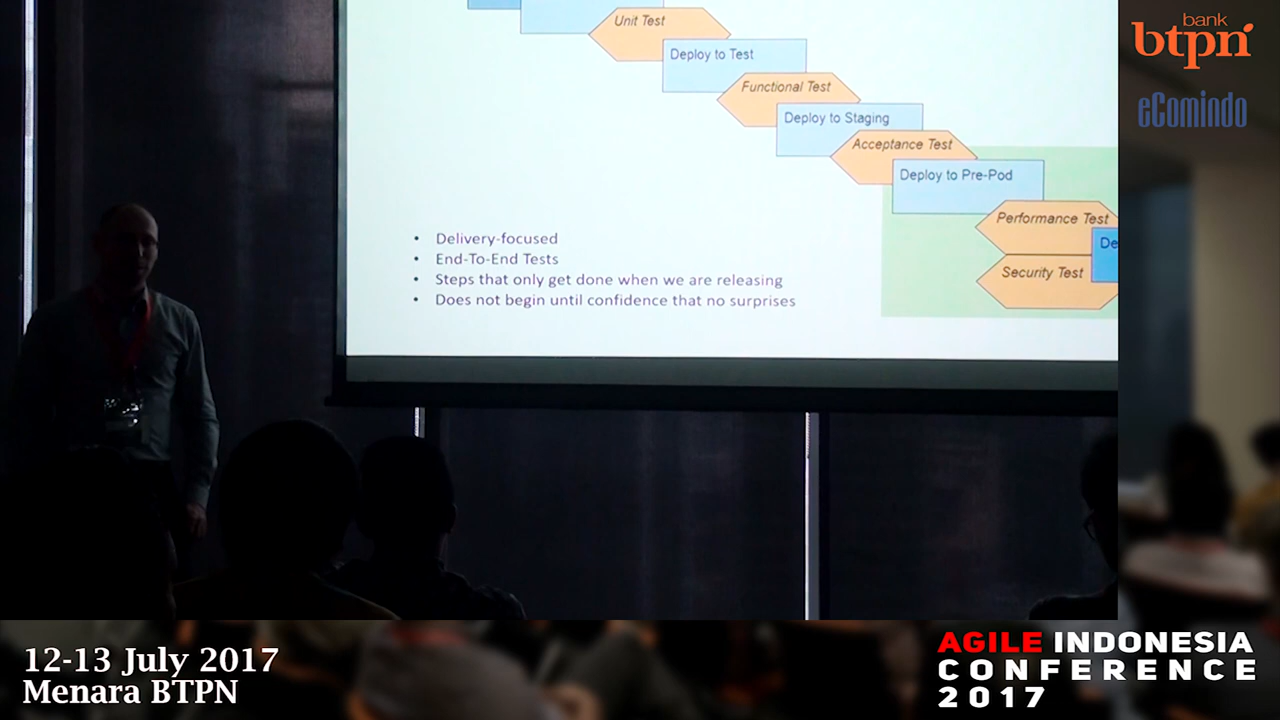 Unit Test
Deploy to Test
Functional Test
Deploy to Staging
Acceptance Test
Deploy to Pre-Pod
Performance Test
De
Security Test
• Delivery-focused
• End-To-End Tests
• Steps that only get done when we are releasing
• Does not begin until confidence that no surprises
bank
btpn
eComindo
12-13 July 2017
Menara BTPN
AGILE INDONESIA
CONFERENCE
2017